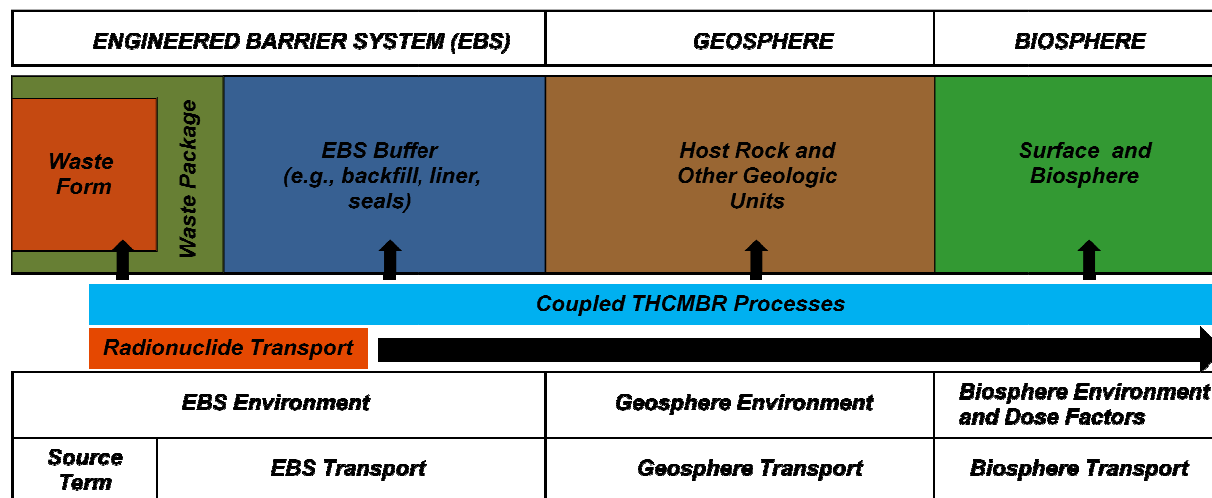 ENGINEERED BARRIER SYSTEM (EBS)
GEOSPHERE
BIOSPHERE
Waste
Form
Waste Package
EBS Buffer
(e.g., backfill, liner,
seals)
Host Rock and
Other Geologic
Units
Surface and
Biosphere
Coupled THCMBR Processes
Radionuclide Transport
EBS Environment
Geosphere Environment
Biosphere Environment
and Dose Factors
Source
Term
EBS Transport
Geosphere Transport
Biosphere Transport